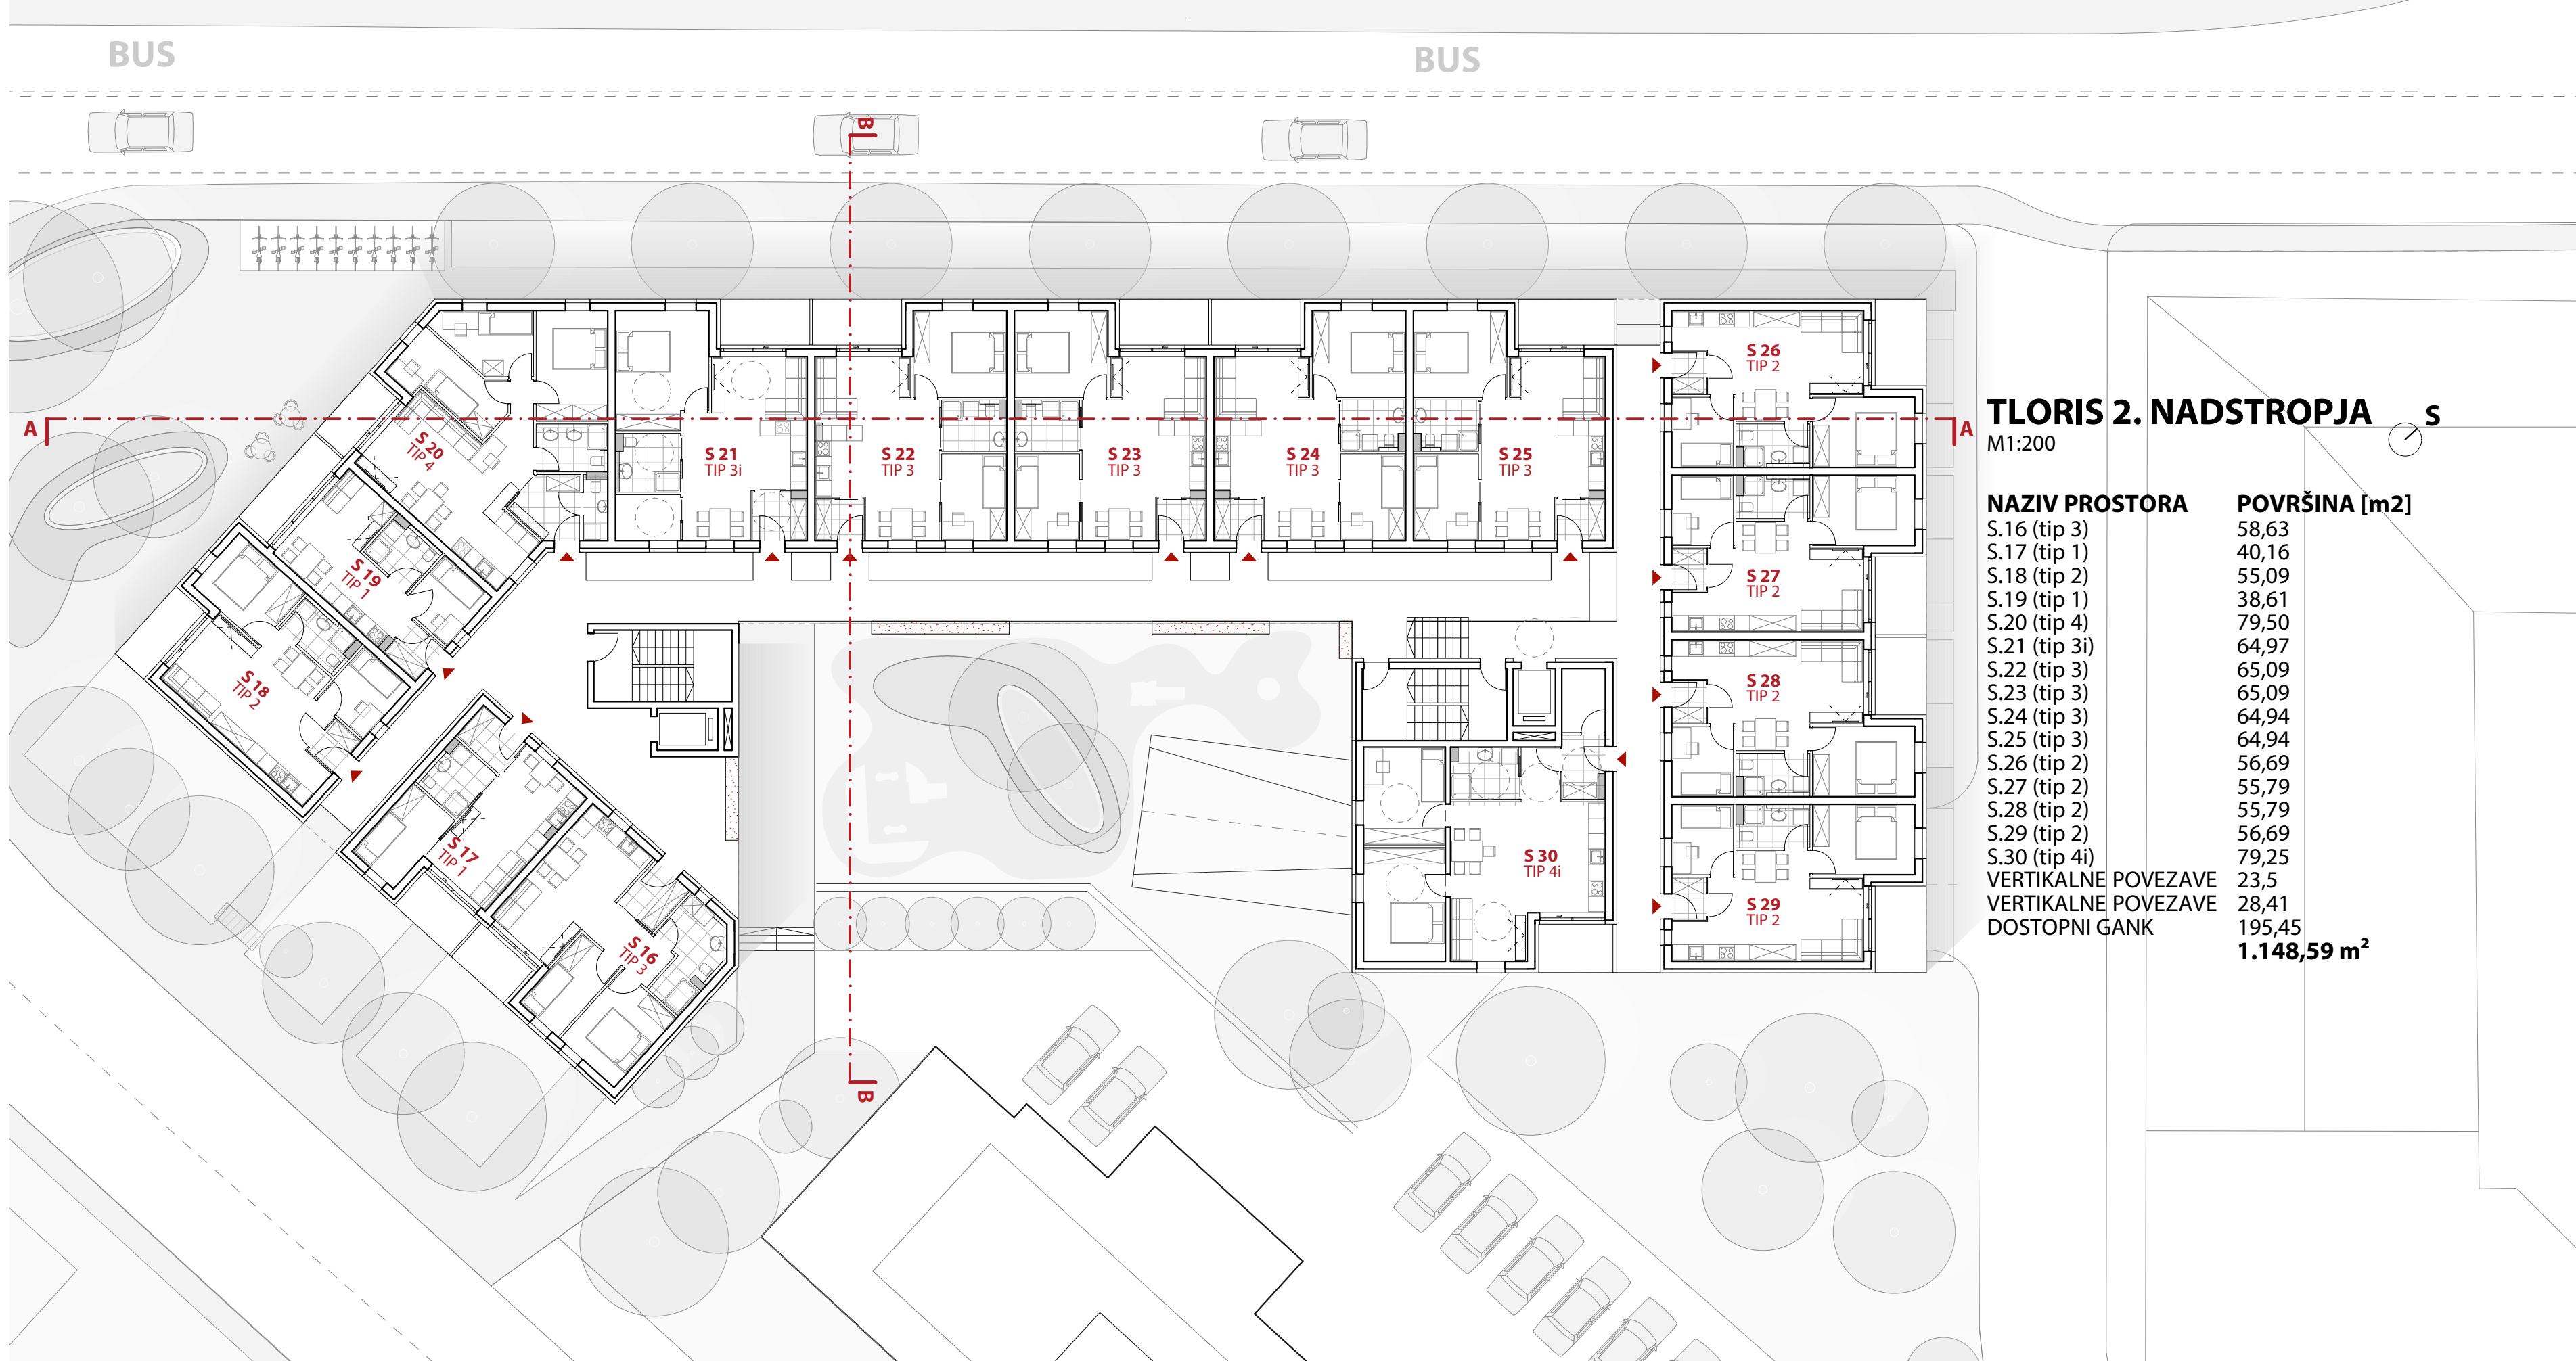 BUS
BUS
B
A
A
S 20
TIP 4
S 21
TIP 3i
S 22
TIP 3
S 23
TIP 3
S 24
TIP 3
S 25
TIP 3
S 26
TIP 2
S 27
TIP 2
S 28
TIP 2
S 29
TIP 2
S 30
TIP 4i
S 19
TIP 1
S 18
TIP 2
S 17
TIP 1
S 16
TIP 3
B
TLORIS 2. NADSTROPJA
S
M1:200
NAZIV PROSTORA POVRŠINA [m2]
S.16 (tip 3) 58,63
S.17 (tip 1) 40,16
S.18 (tip 2) 55,09
S.19 (tip 1) 38,61
S.20 (tip 4) 79,50
S.21 (tip 3i) 64,97
S.22 (tip 3) 65,09
S.23 (tip 3) 65,09
S.24 (tip 3) 64,94
S.25 (tip 3) 64,94
S.26 (tip 2) 56,69
S.27 (tip 2) 55,79
S.28 (tip 2) 55,79
S.29 (tip 2) 56,69
S.30 (tip 4i) 79,25
VERTIKALNE POVEZAVE 23,5
VERTIKALNE POVEZAVE 28,41
DOSTOPNI GANK 195,45
1.148,59 m²